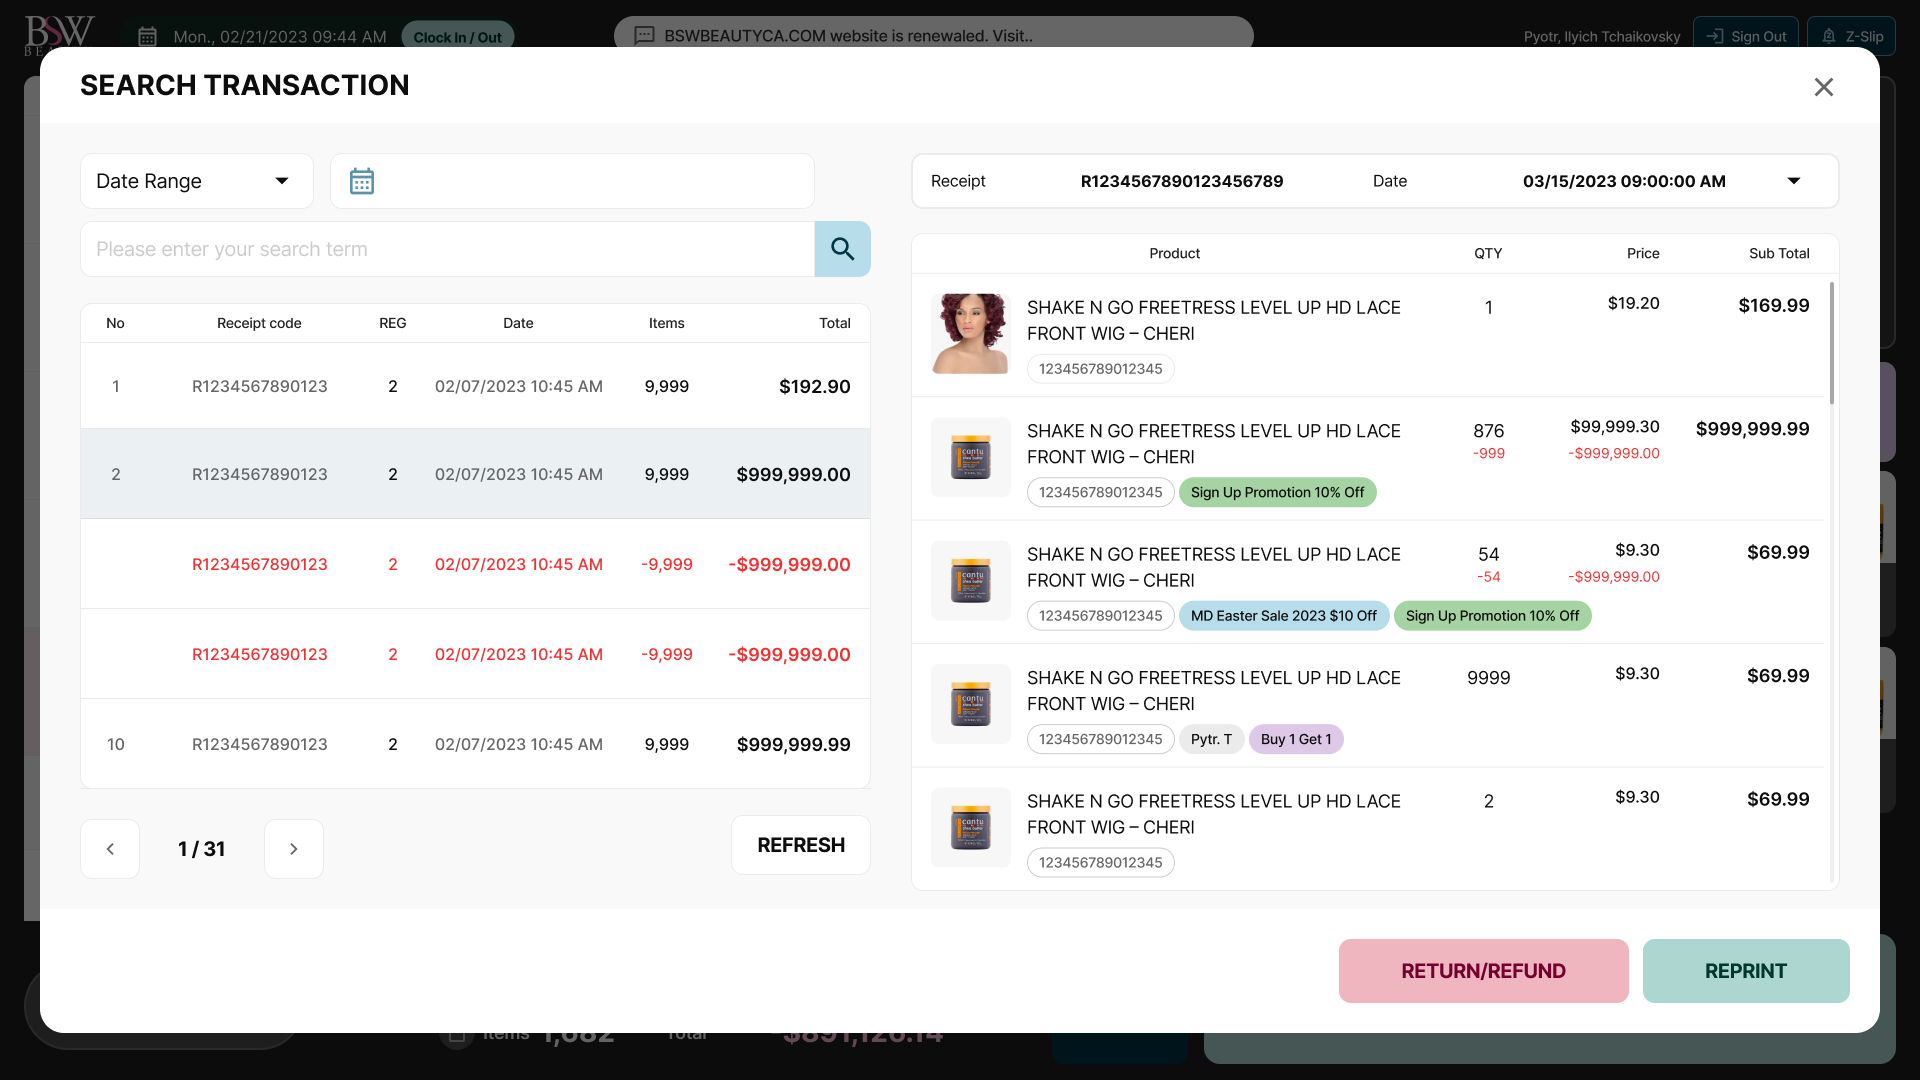 BSW
Mon., 02/21/2023 09:44 AM
Clock In / Out
BSWBEAUTYCA.COM website is renewaled. Visit..
Pyotr, Ilyich Tchaikovsky
Sign Out
Z-Slip
SEARCH TRANSACTION
Date Range
Please enter your search term
No Receipt code REG Date Items Total
1 R1234567890123 2 02/07/2023 10:45 AM 9,999 $192.90
2 R1234567890123 2 02/07/2023 10:45 AM 9,999 $999,999.00
R1234567890123 2 02/07/2023 10:45 AM -9,999 -$999,999.00
R1234567890123 2 02/07/2023 10:45 AM -9,999 -$999,999.00
10 R1234567890123 2 02/07/2023 10:45 AM 9,999 $999,999.99
1 / 31
REFRESH
Receipt R1234567890123456789 Date 03/15/2023 09:00:00 AM
Product QTY Price Sub Total
SHAKE N GO FREETRESS LEVEL UP HD LACE 1 $19.20 $169.99
FRONT WIG – CHERI
123456789012345
SHAKE N GO FREETRESS LEVEL UP HD LACE 876 $99,999.30 $999,999.99
FRONT WIG – CHERI -999 -$999,999.00
cantu
shea butter
123456789012345 Sign Up Promotion 10% Off
SHAKE N GO FREETRESS LEVEL UP HD LACE 54 $9.30 $69.99
FRONT WIG – CHERI -54 -$999,999.00
cantu
shea butter
123456789012345 MD Easter Sale 2023 $10 Off Sign Up Promotion 10% Off
SHAKE N GO FREETRESS LEVEL UP HD LACE 9999 $9.30 $69.99
FRONT WIG – CHERI
cantu
shea butter
123456789012345 Pytr. T Buy 1 Get 1
SHAKE N GO FREETRESS LEVEL UP HD LACE 2 $9.30 $69.99
FRONT WIG – CHERI
cantu
shea butter
123456789012345
RETURN/REFUND
REPRINT
Items 1,082 Total $891,126.14